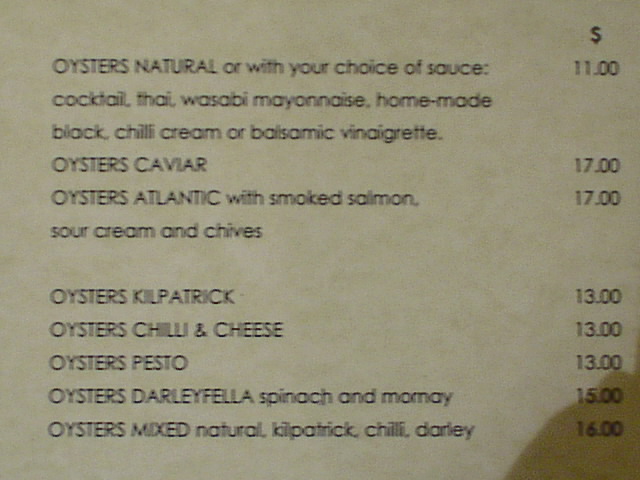 $
OYSTERS NATURAL or with your choice of sauce: 11.00
cocktail, thai, wasabi mayonnaise, home-made
black, chilli cream or balsamic vinaigrette.
OYSTERS CAVIAR 17.00
OYSTERS ATLANTIC with smoked salmon, 17.00
sour cream and chives
OYSTERS KILPATRICK 13.00
OYSTERS CHILLI & CHEESE 13.00
OYSTERS PESTO 13.00
OYSTERS DARLEYFELLA spinach and mornay 15.00
OYSTERS MIXED natural, kilpatrick, chilli, darley 16.00